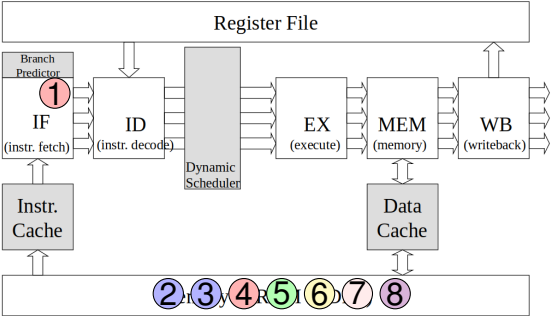 Register File
Branch
Predictor
1
IF
(instr. fetch)
ID
(instr. decode)
Dynamic
Scheduler
EX
(execute)
MEM
(memory)
WB
(writeback)
Instr.
Cache
Data
Cache
2 3 4 5 6 7 8